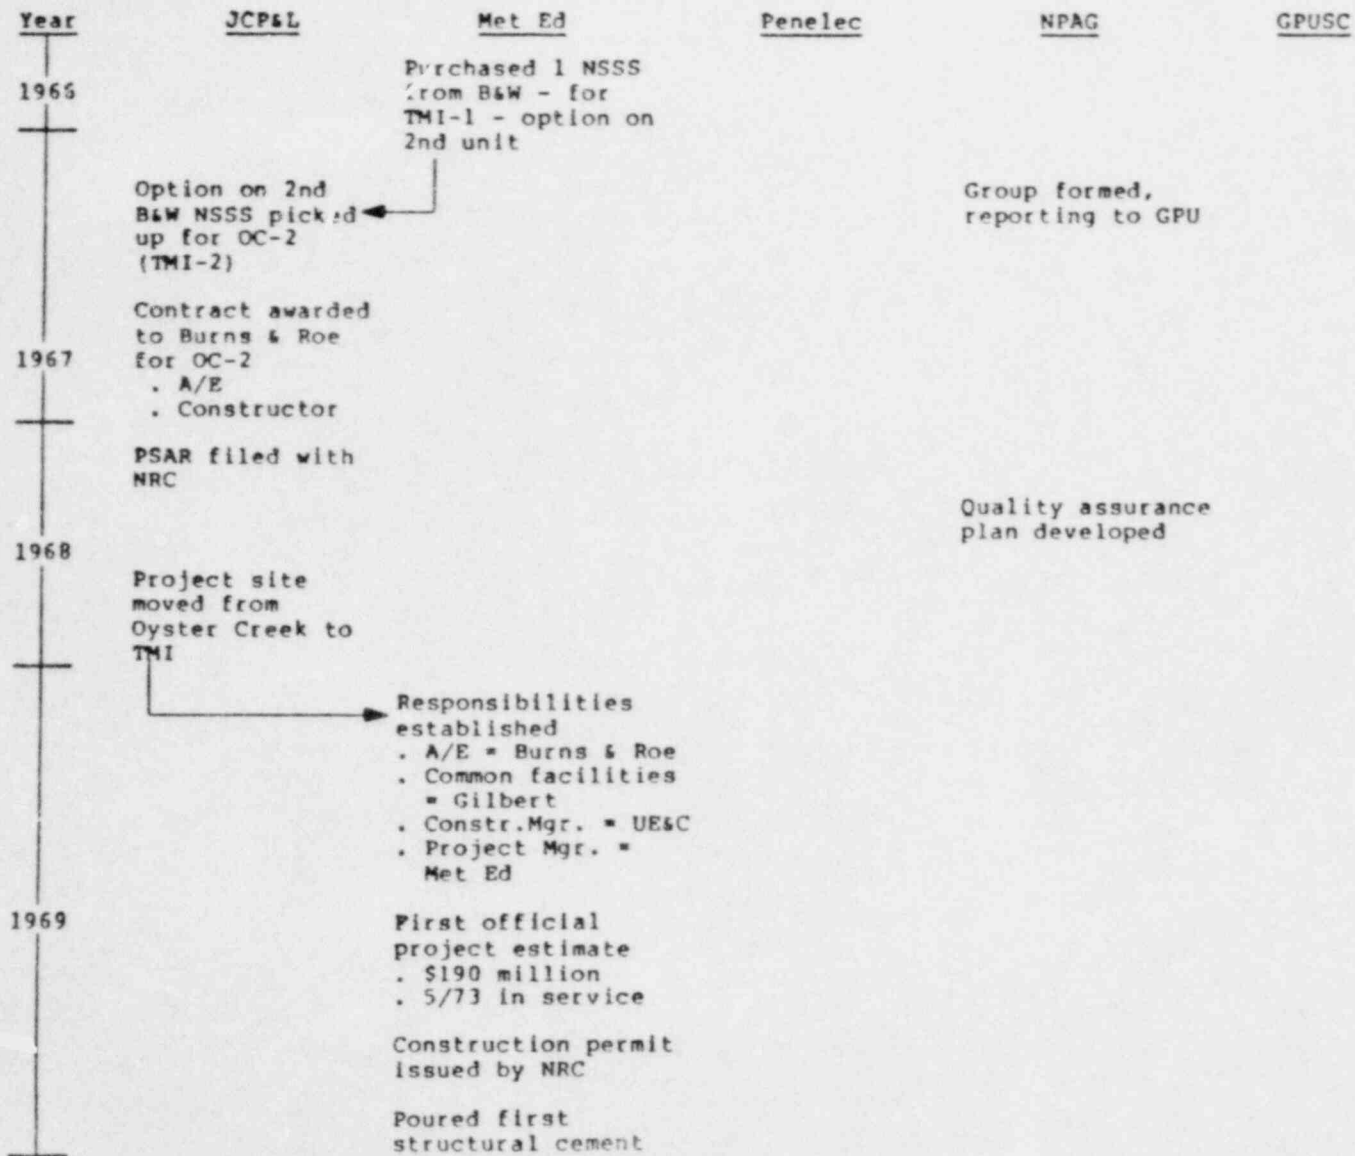 Year JCP&L Met Ed Penelec NPAG GPUSC
Purchased 1 NSSS
1966 from B&W - for
TMI-1 - option on
2nd unit
Option on 2nd Group formed,
B&W NSSS picked reporting to GPU
up for OC-2
(TMI-2)
Contract awarded
to Burns & Roe
1967 for OC-2
. A/E
. Constructor
PSAR filed with
NRC
Quality assurance
plan developed
1968
Project site
moved from
Oyster Creek to
TMI
Responsibilities
established
. A/E = Burns & Roe
. Common facilities
= Gilbert
. Constr.Mgr. = UE&C
. Project Mgr. =
Met Ed
1969 First official
project estimate
. $190 million
. 5/73 in service
Construction permit
issued by NRC
Poured first
structural cement